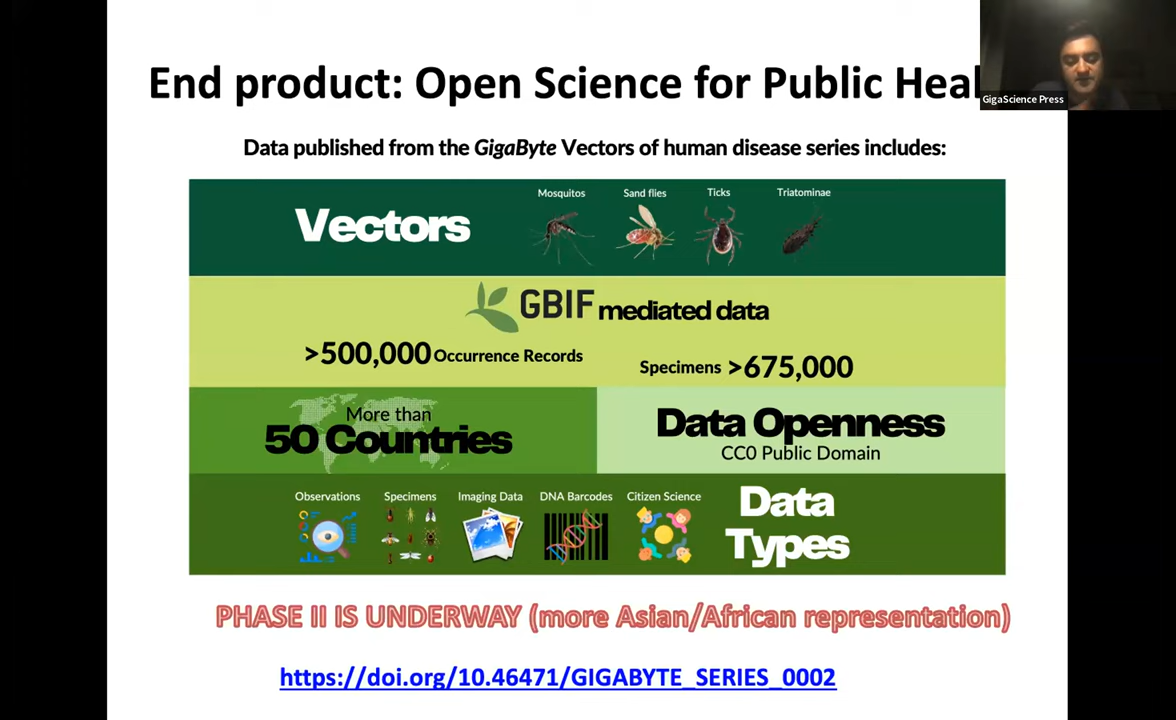 End product: Open Science for Public Heal
GigaScience Press
Data published from the GigaByte Vectors of human disease series includes:
Vectors
Mosquitos Sand flies Ticks Triatominae
GBIF mediated data
>500,000 Occurrence Records
Specimens >675,000
More than
50 Countries
Data Openness
CC0 Public Domain
Observations Specimens Imaging Data DNA Barcodes Citizen Science
Data
Types
PHASE II IS UNDERWAY (more Asian/African representation)
https://doi.org/10.46471/GIGABYTE_SERIES_0002